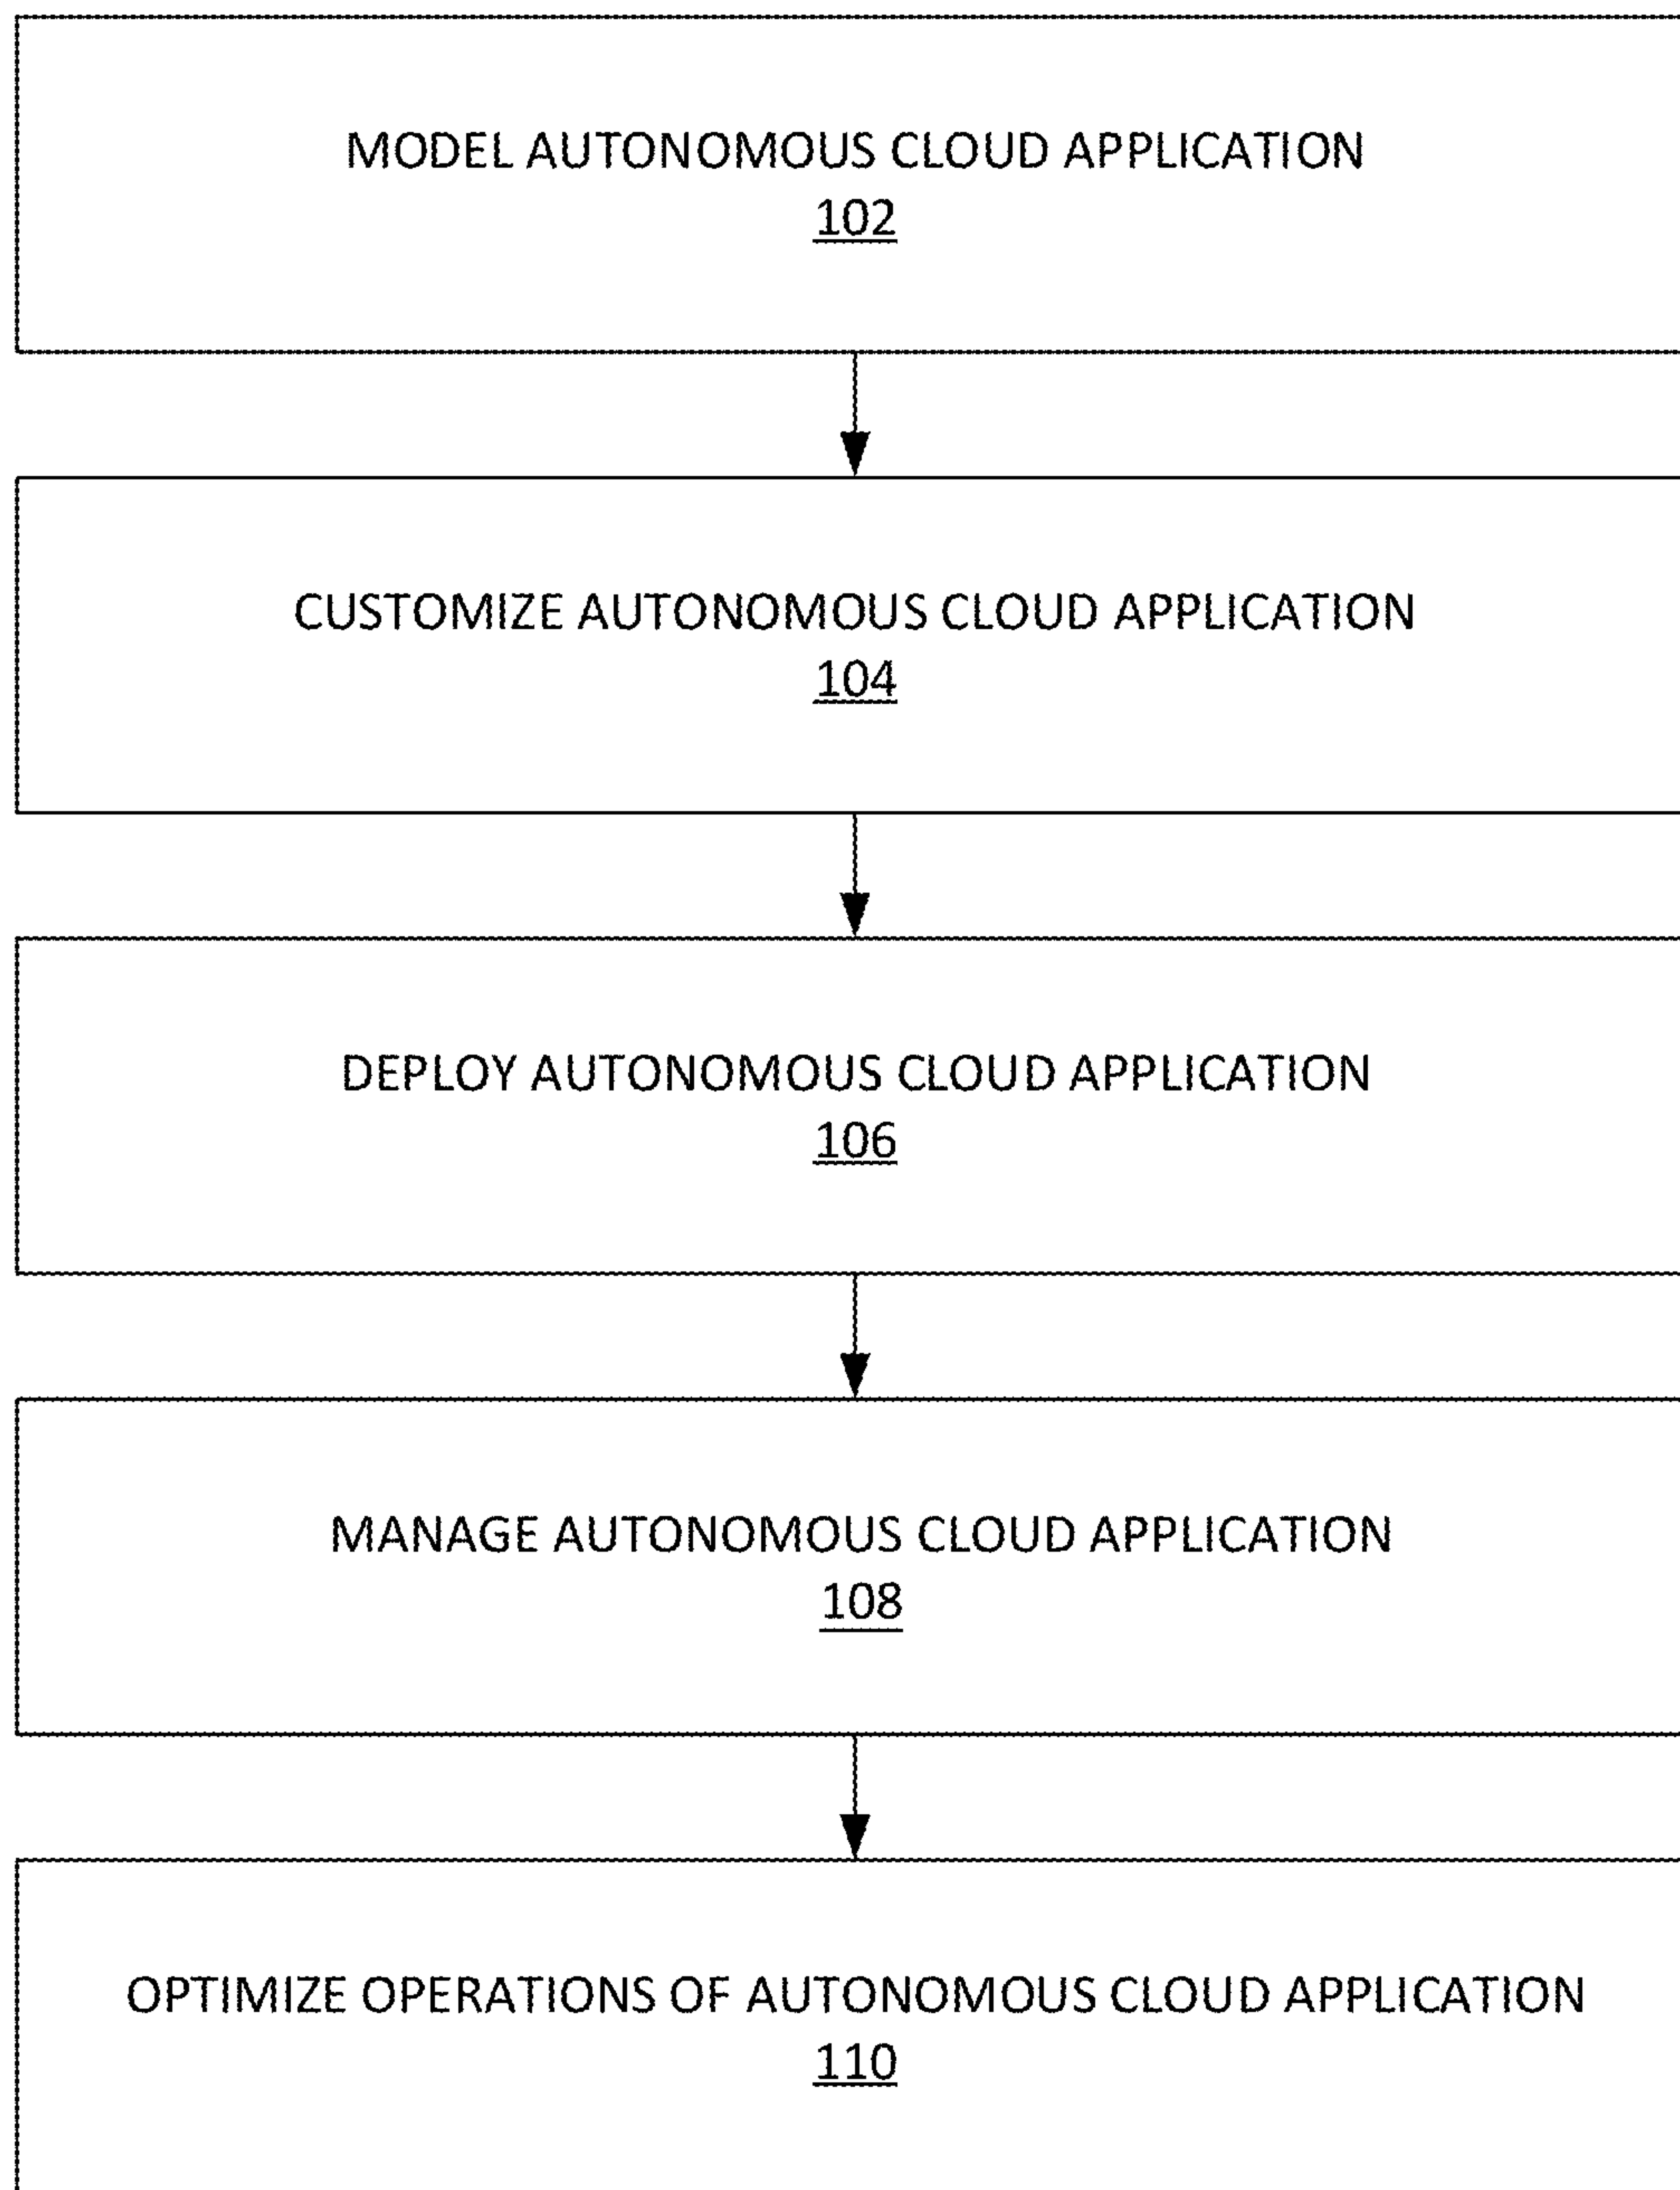 MODEL AUTONOMOUS CLOUD APPLICATION
102
CUSTOMIZE AUTONOMOUS CLOUD APPLICATION
104
DEPLOY AUTONOMOUS CLOUD APPLICATION
106
MANAGE AUTONOMOUS CLOUD APPLICATION
108
OPTIMIZE OPERATIONS OF AUTONOMOUS CLOUD APPLICATION
110